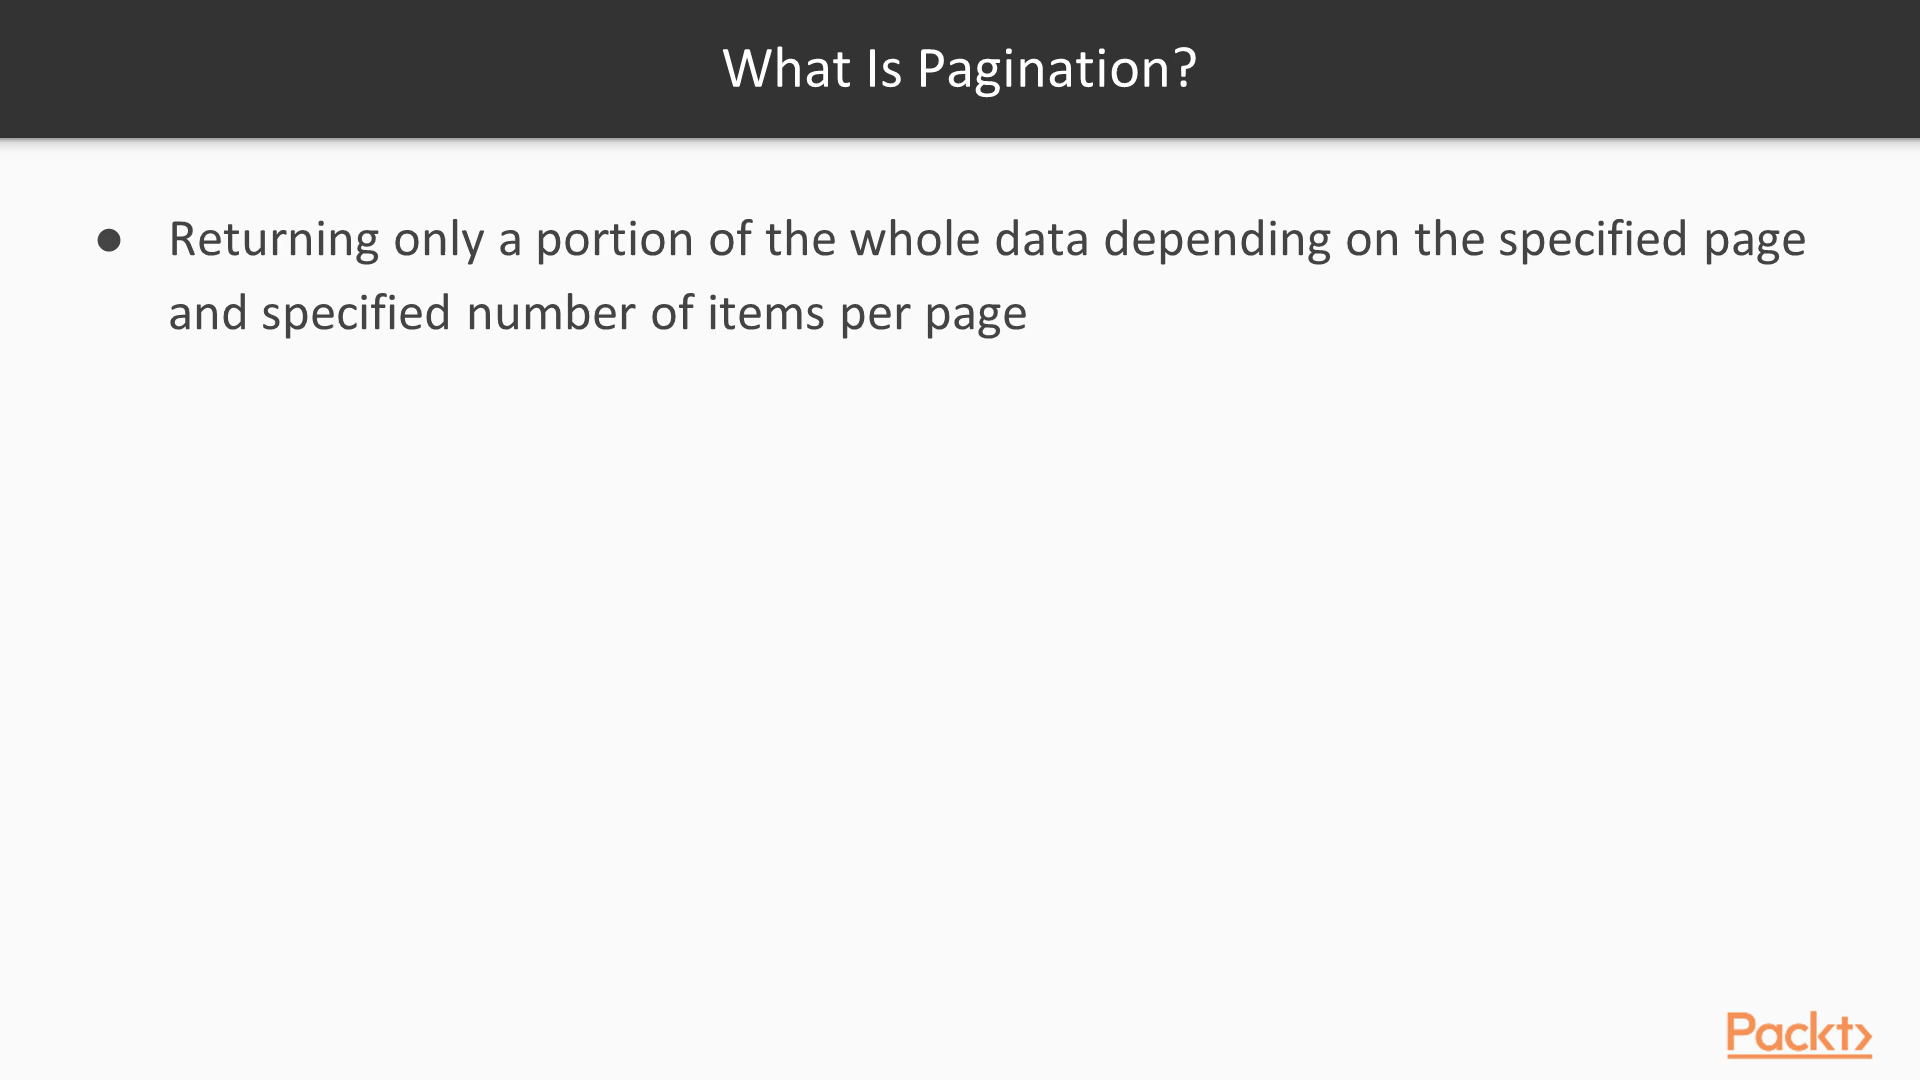 What Is Pagination?
● Returning only a portion of the whole data depending on the specified page
and specified number of items per page
Packt>